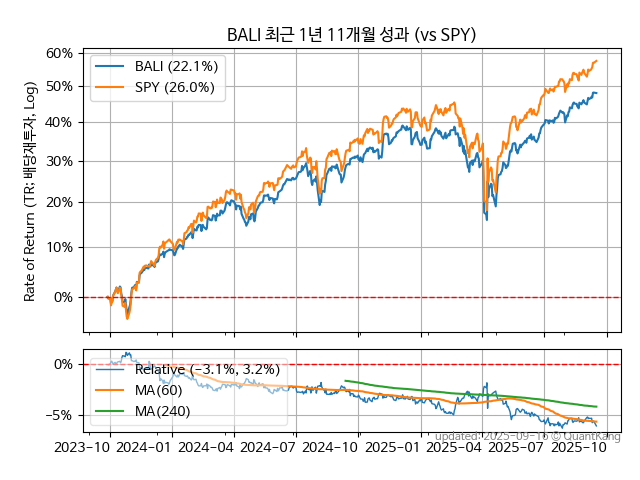 BALI 최근 1년 11개월 성과 (vs SPY)
Rate of Return (TR: 배당재투자, Log)
60%
50%
40%
30%
20%
10%
0%
BALI (22.1%)
SPY (26.0%)
0%
−5%
Relative (−3.1%, 3.2%)
MA(60)
MA(240)
2023-10 2024-01 2024-04 2024-07 2024-10 2025-01 2025-04 2025-07 2025-10
updated: 2025-09-16 © QuantKang